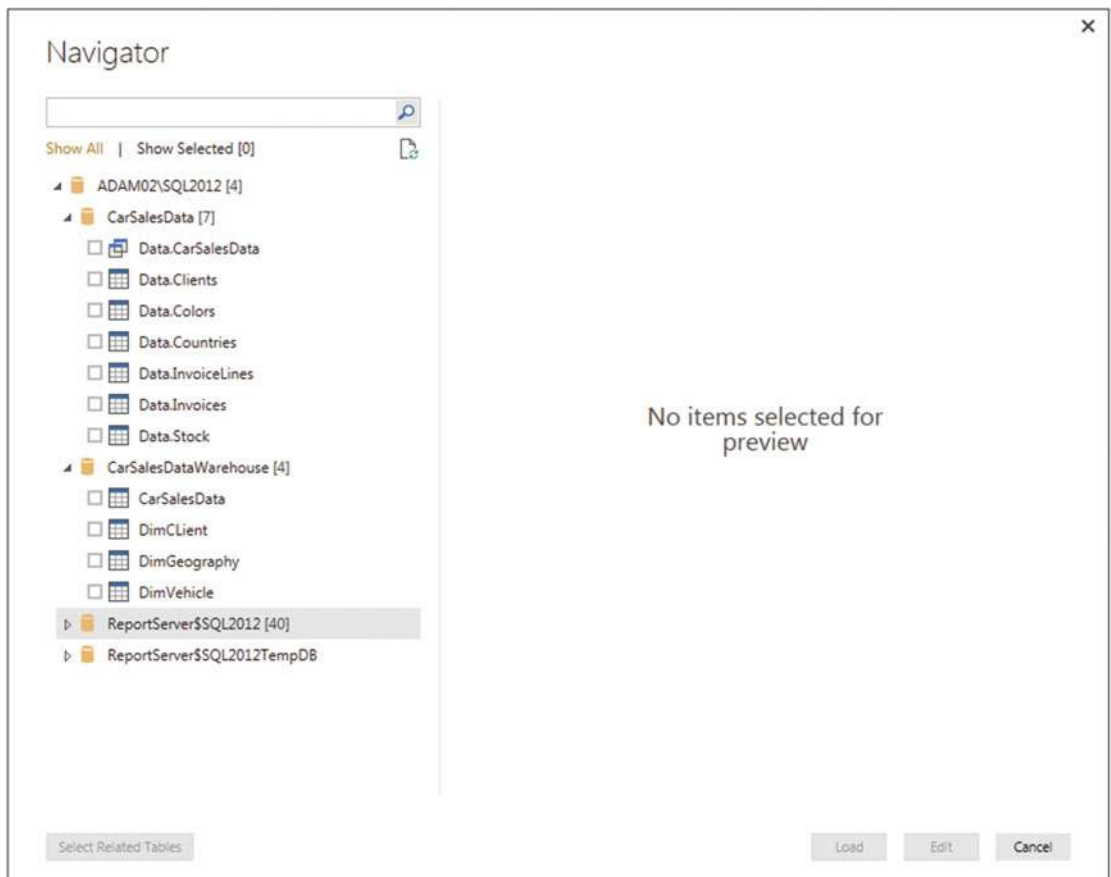 Navigator
Show All | Show Selected [0]
ADAM02\SQL2012 [4]
CarSalesData [7]
Data.CarSalesData
Data.Clients
Data.Colors
Data.Countries
Data.InvoiceLines
Data.Invoices
Data.Stock
CarSalesDataWarehouse [4]
CarSalesData
DimCLient
DimGeography
DimVehicle
ReportServer$SQL2012 [40]
ReportServer$SQL2012TempDB
No items selected for
preview
Select Related Tables
Load Edit Cancel